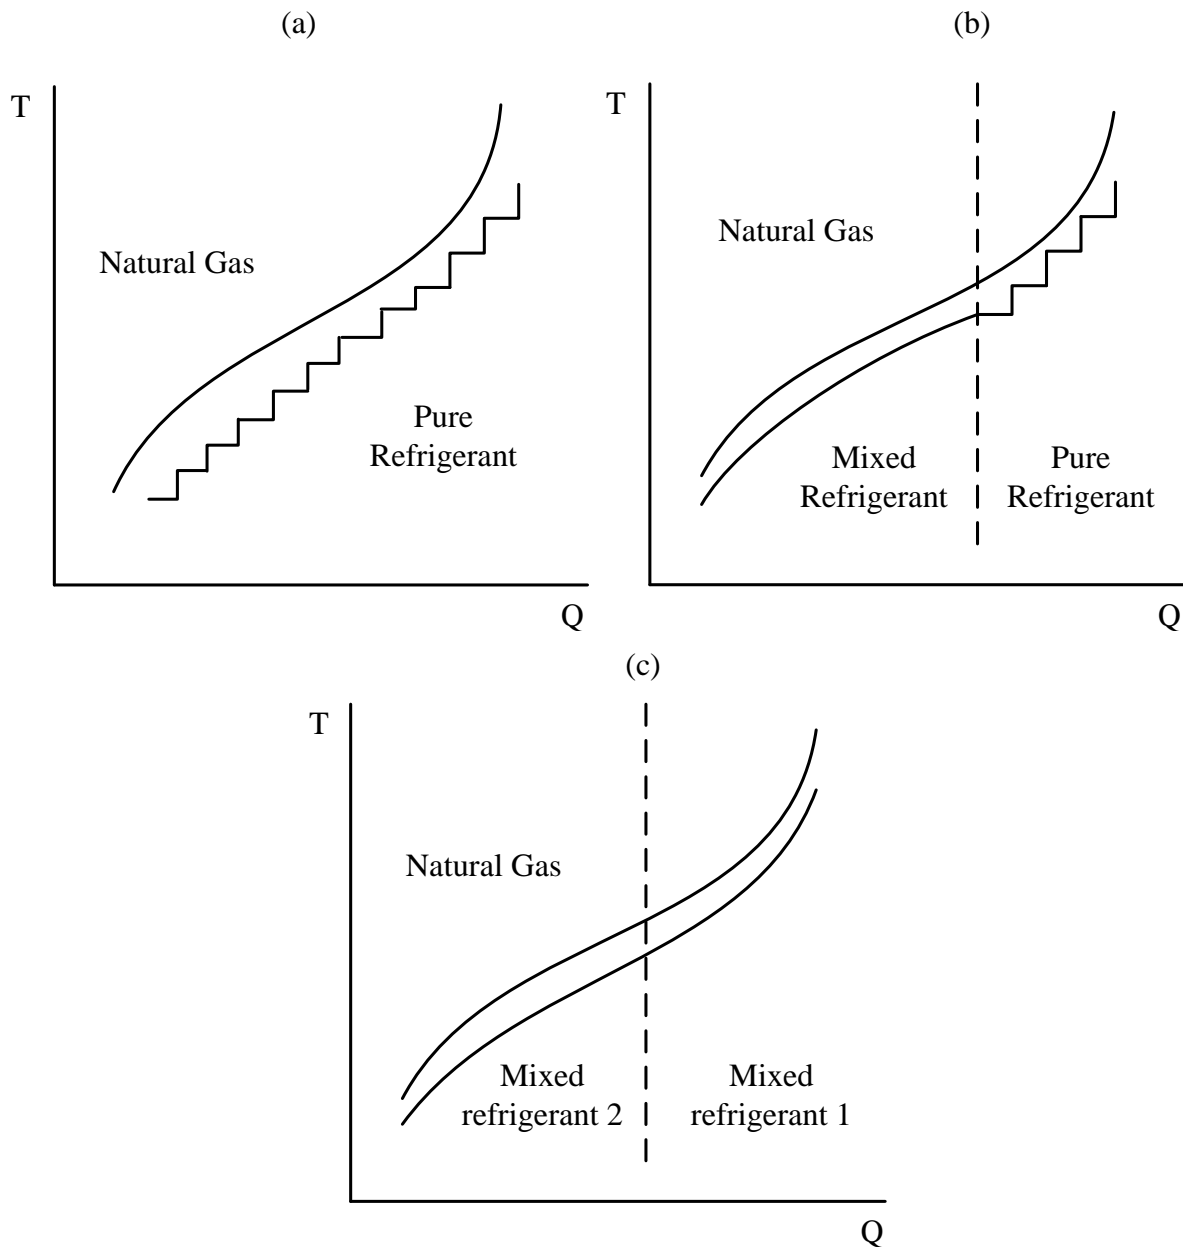 (a)
T
Natural Gas
Pure
Refrigerant
Q
(b)
T
Natural Gas
Mixed
Refrigerant
Pure
Refrigerant
Q
(c)
T
Natural Gas
Mixed
refrigerant 2
Mixed
refrigerant 1
Q